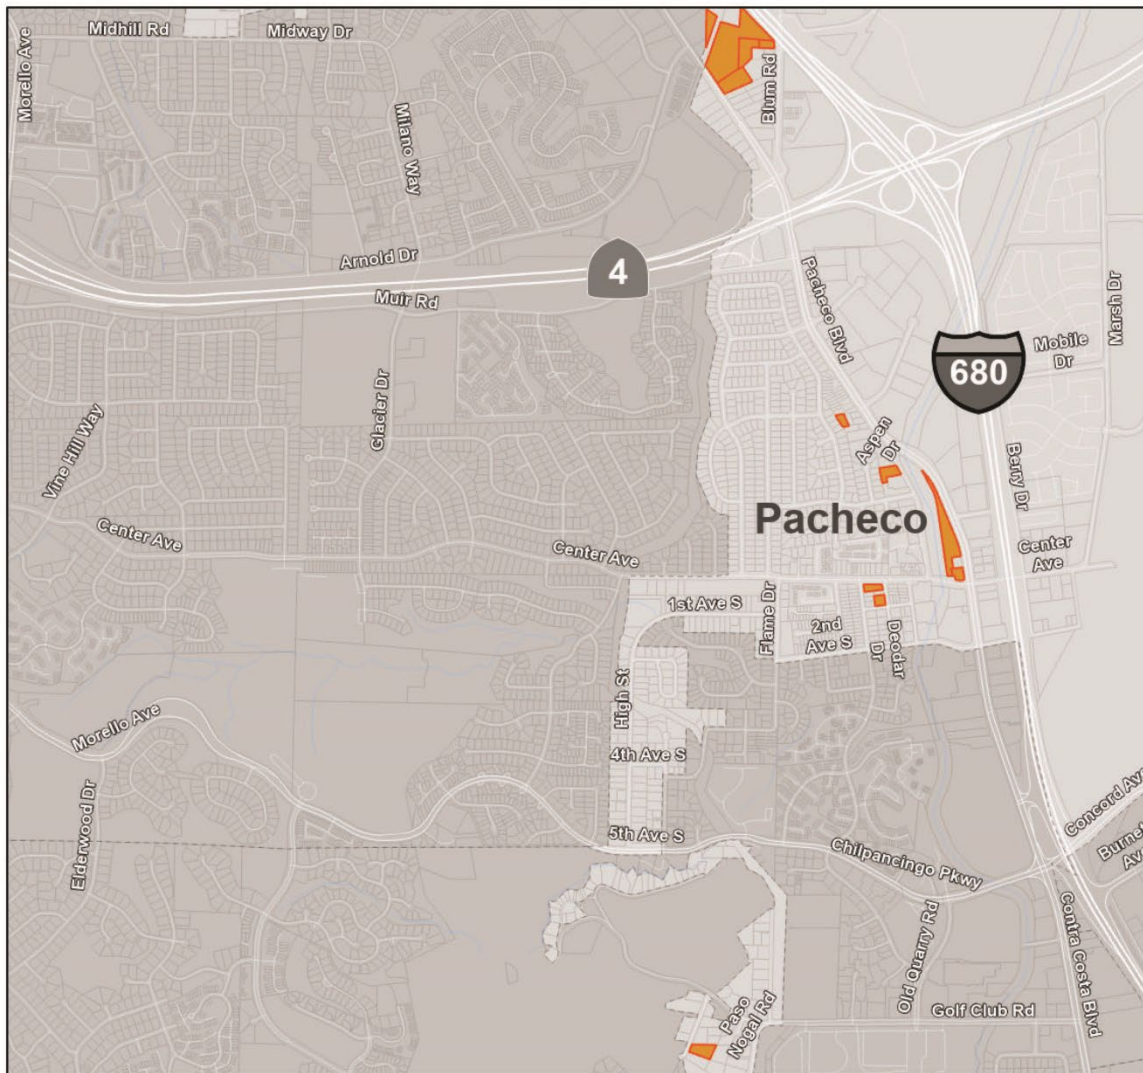 Midhill Rd
Midway Dr
Morello Ave
Milano Way
Blum Rd
Arnold Dr
4
Muir Rd
Pacheco Blvd
Marsh Dr
680
Mobile
Dr
Glacier Dr
Vine Hill Way
Aspen
Dr
Berry Dr
Pacheco
Center Ave
Center Ave
Center
Ave
1st Ave S
Flame Dr
2nd
Ave S
Deodar
Dr
High St
Morello Ave
4th Ave S
Elderwood Dr
5th Ave S
Chilpancingo Pkwy
Concord Ave
Burne
Av
Old Quarry Rd
Contra Costa Blvd
Paso
Nogal Rd
Golf Club Rd